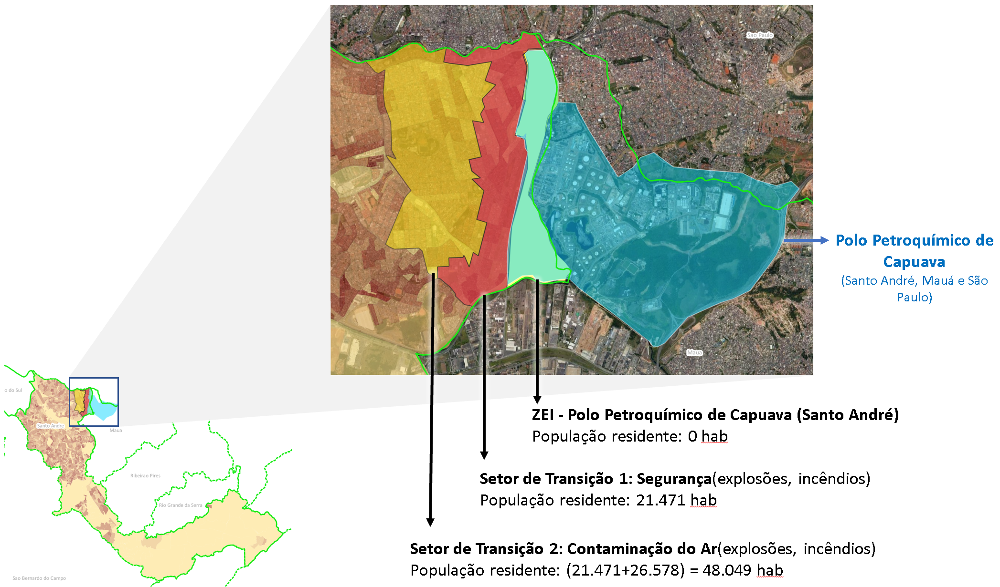 Sao Paulo
Polo Petroquímico de
Capuava
(Santo André, Mauá e São
Paulo)
Maua
o do Sul
Santo Andre
Maua
ZEI - Polo Petroquímico de Capuava (Santo André)
População residente: 0 hab
Ribeirao Pires
Setor de Transição 1: Segurança(explosões, incêndios)
População residente: 21.471 hab
Rio Grande da Serra
Setor de Transição 2: Contaminação do Ar(explosões, incêndios)
População residente: (21.471+26.578) = 48.049 hab
Sao Bernardo do Campo